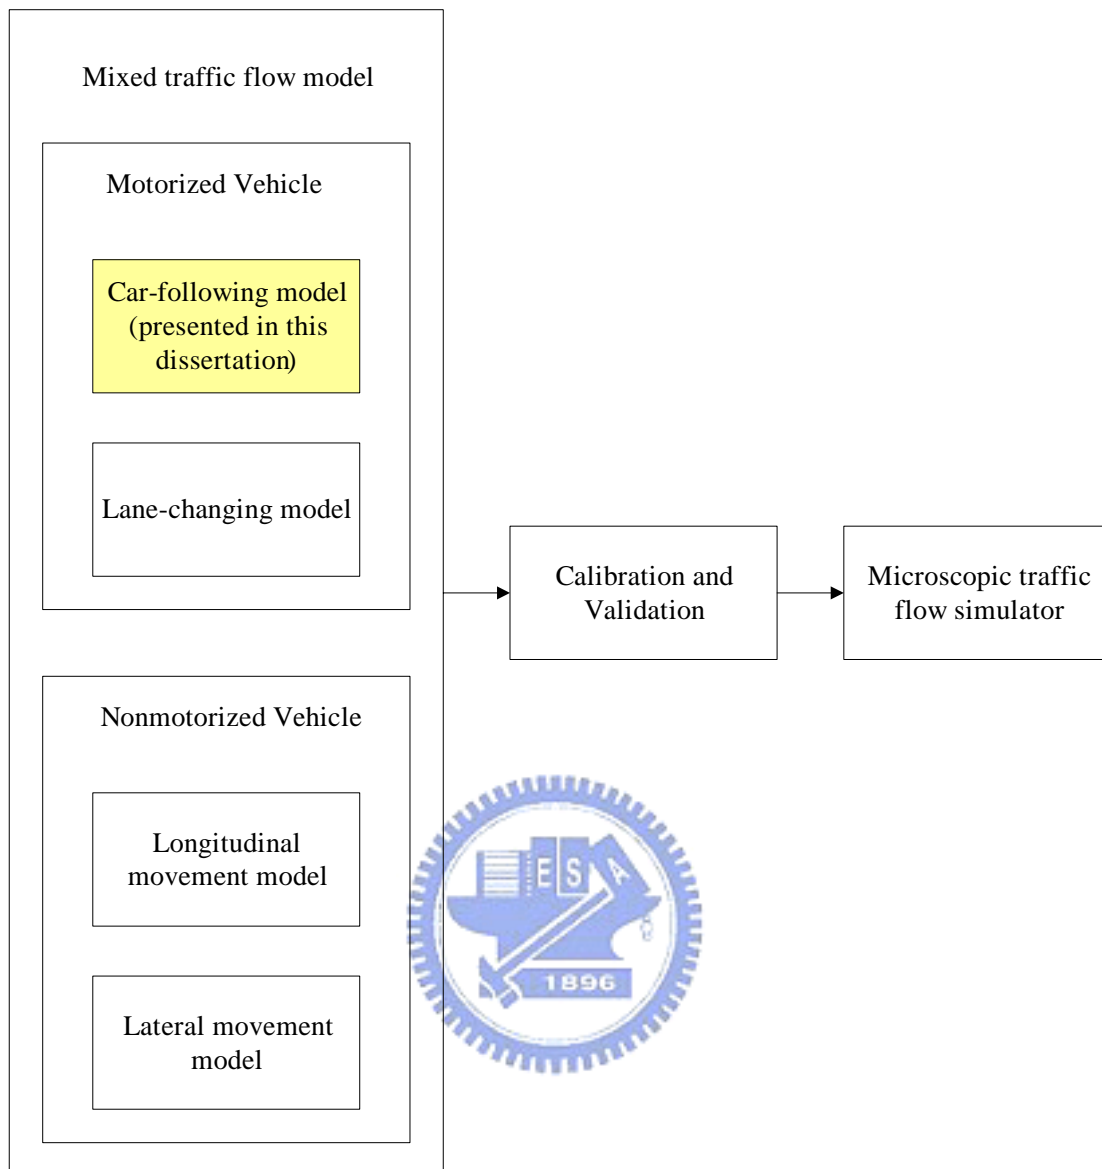 Mixed traffic flow model
Motorized Vehicle
Car-following model
(presented in this
dissertation)
Lane-changing model
Nonmotorized Vehicle
Longitudinal
movement model
Lateral movement
model
Calibration and
Validation
Microscopic traffic
flow simulator
E S A
1896